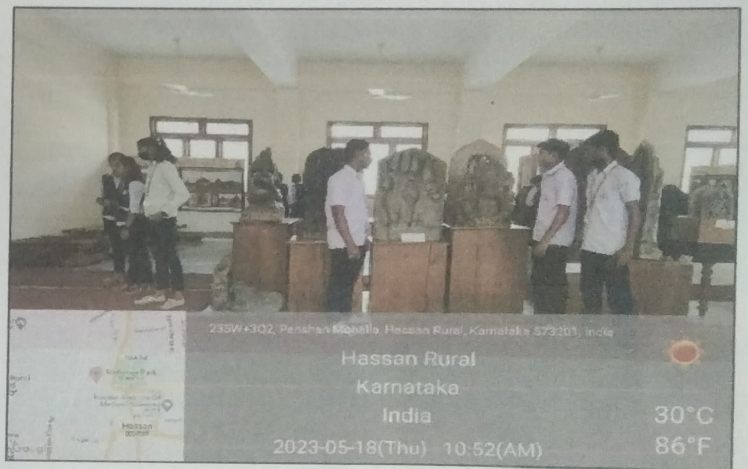 235W+3Q2, Penshan Mohalla, Hassan Rural, Karnataka 573201, India
Hassan Rural
Karnataka
India
30°C
2023-05-18(Thu) 10:52(AM)
86°F
Hassan